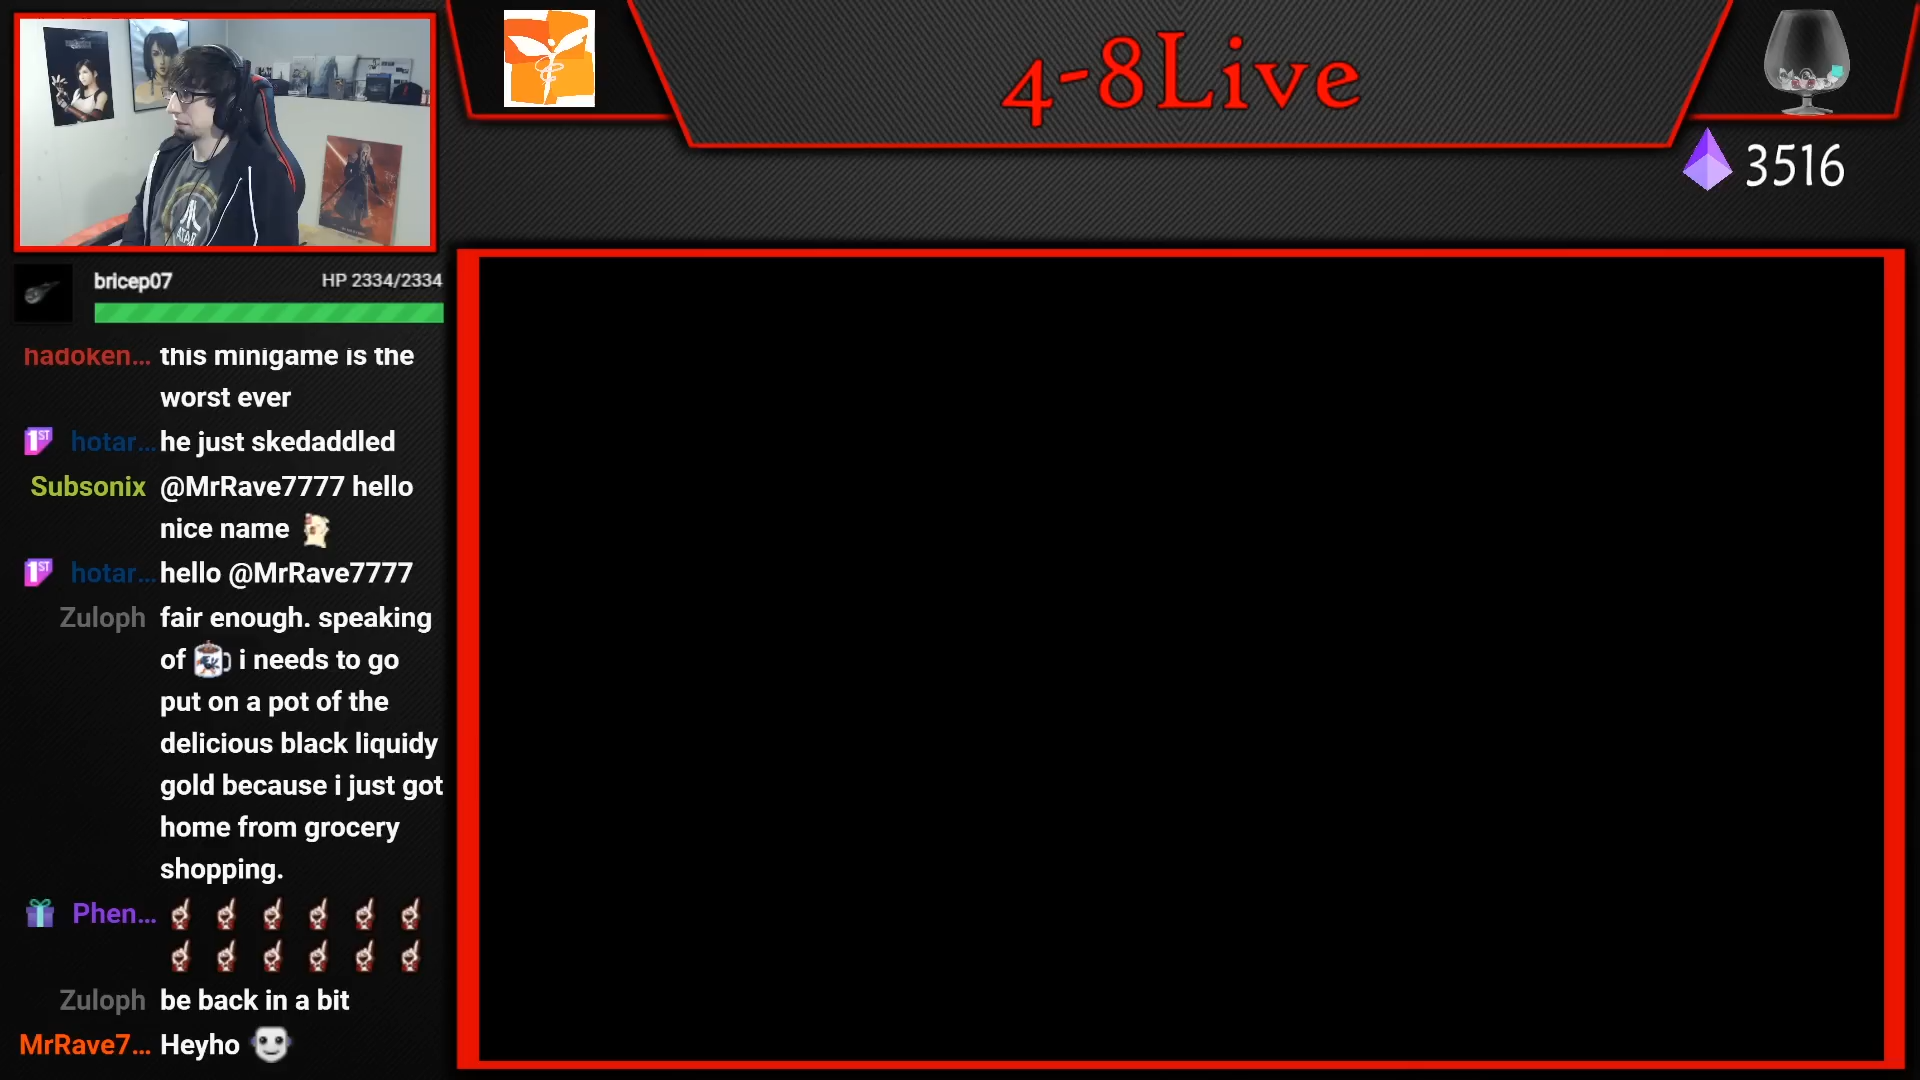 4-8Live
3516
bricep07 HP 2334/2334
hadoken... this minigame is the
worst ever
hotar... he just skedaddled
Subsonix @MrRave7777 hello
nice name
hotar... hello @MrRave7777
Zuloph fair enough. speaking
of i needs to go
put on a pot of the
delicious black liquidy
gold because i just got
home from grocery
shopping.
Phen...
Zuloph be back in a bit
MrRave7... Heyho
1ST
1ST
ATARI